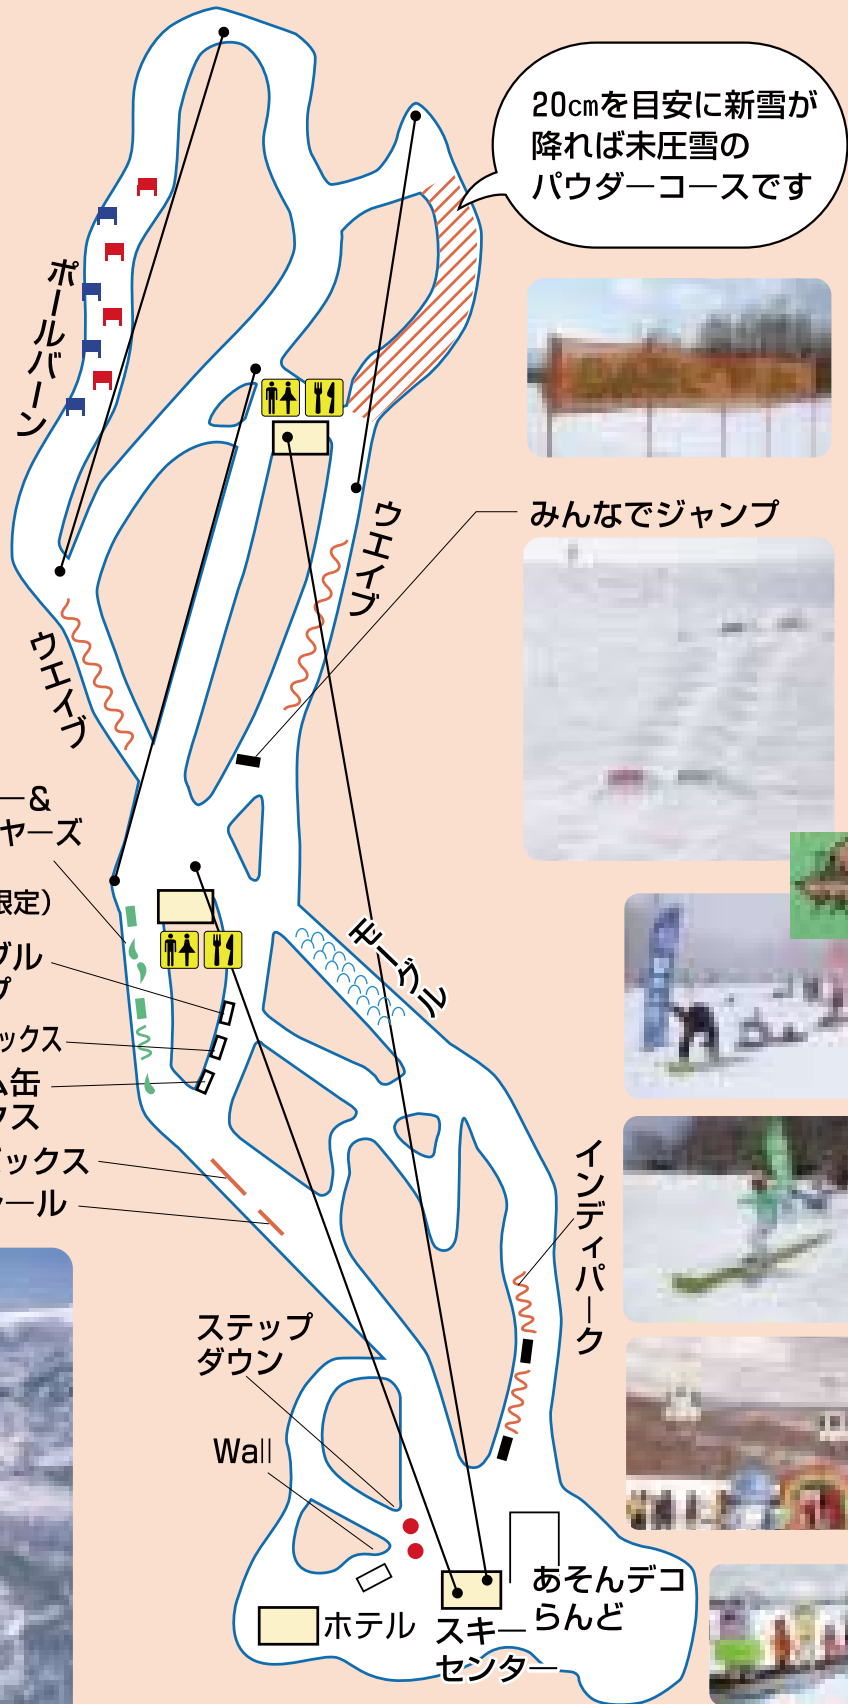 20cmを目安に新雪が
降れば未圧雪の
パウダーコースです
ポールバーン
みんなでジャンプ
ウエイブ
ウエイブ
ー&
ヤーズ
限定）
モーグル
グル
プ
ックス
ム缶
クス
ボックス
レール
インディパーク
ステップ
ダウン
Wall
あそんデコ
らんど
ホテル
スキー
センター